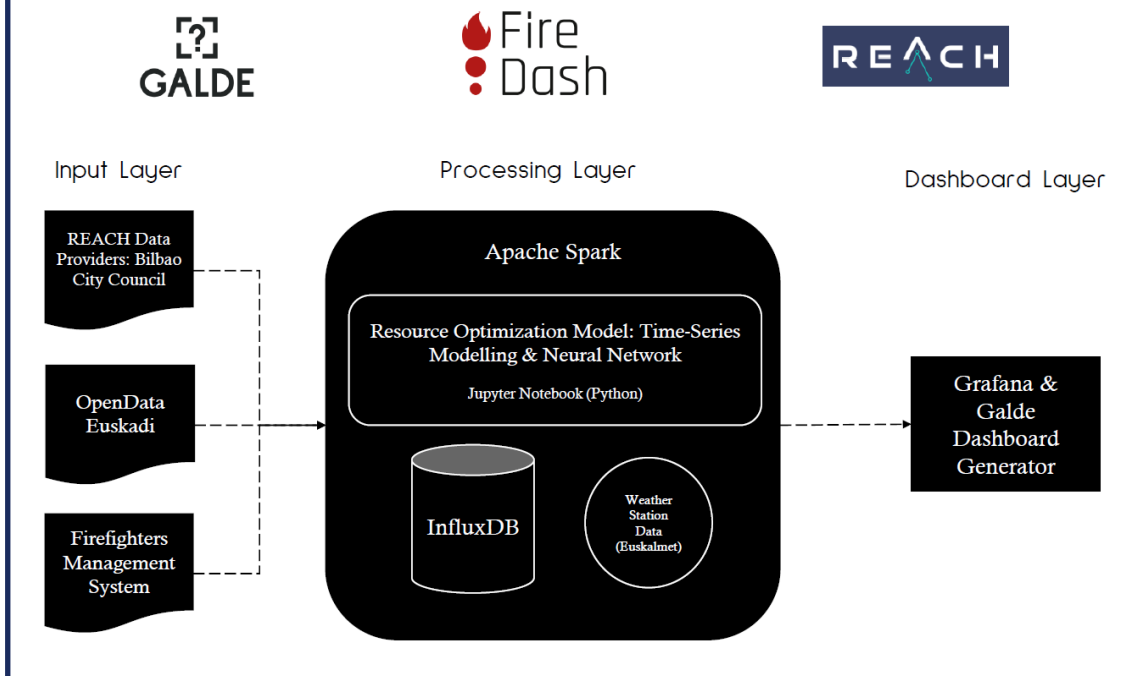 [?]
GALDE
Fire
Dash
REACH
Input Layer
Processing Layer
Dashboard Layer
REACH Data
Providers: Bilbao
City Council
OpenData
Euskadi
Firefighters
Management
System
Apache Spark
Resource Optimization Model: Time-Series
Modelling & Neural Network
Jupyter Notebook (Python)
InfluxDB
Weather
Station
Data
(Euskalmet)
Grafana &
Galde
Dashboard
Generator